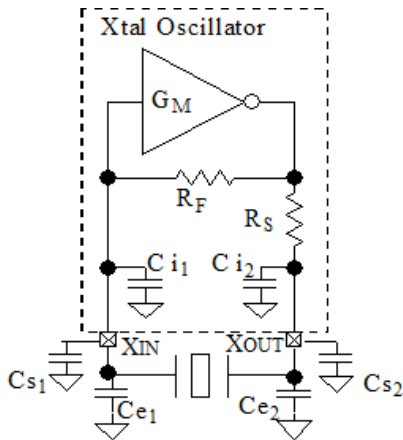 Xtal Oscillator
GM
RF
RS
Ci1
Ci2
XIN
XOUT
Cs1
Cs2
Ce1
Ce2